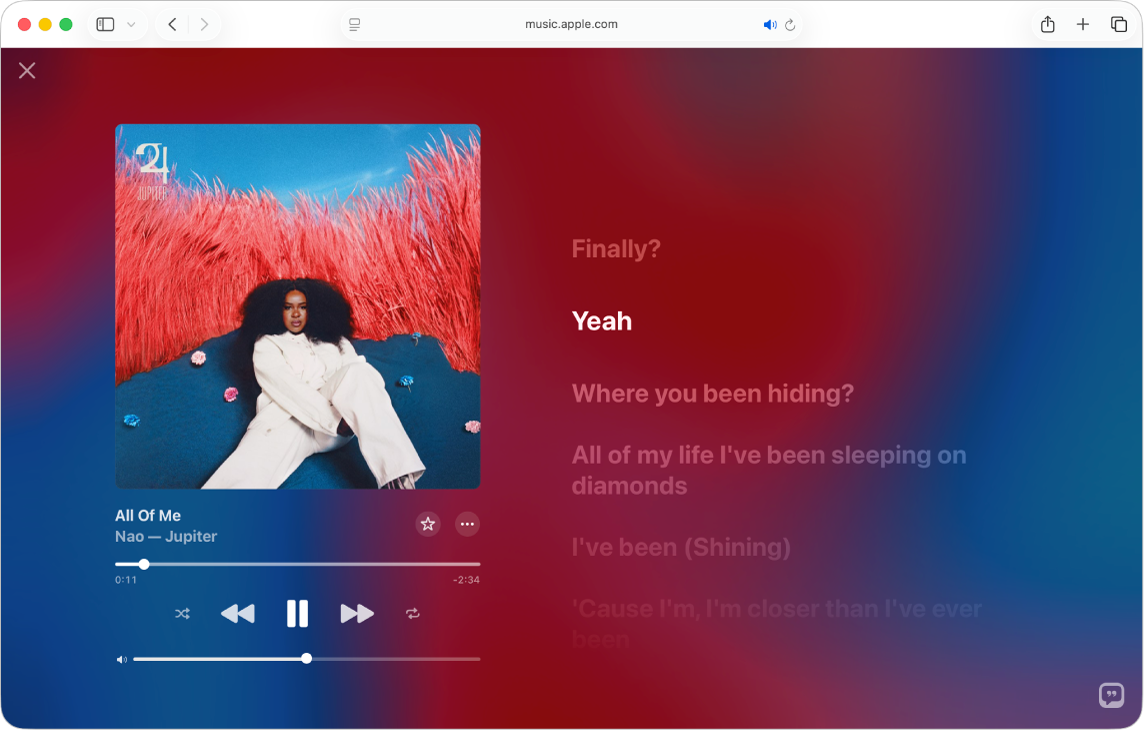 music.apple.com
JUPITER
Finally?
Yeah
Where you been hiding?
All of my life I've been sleeping on
diamonds
I've been (Shining)
'Cause I'm, I'm closer than I've ever
been
All Of Me
Nao — Jupiter
0:11
-2:34